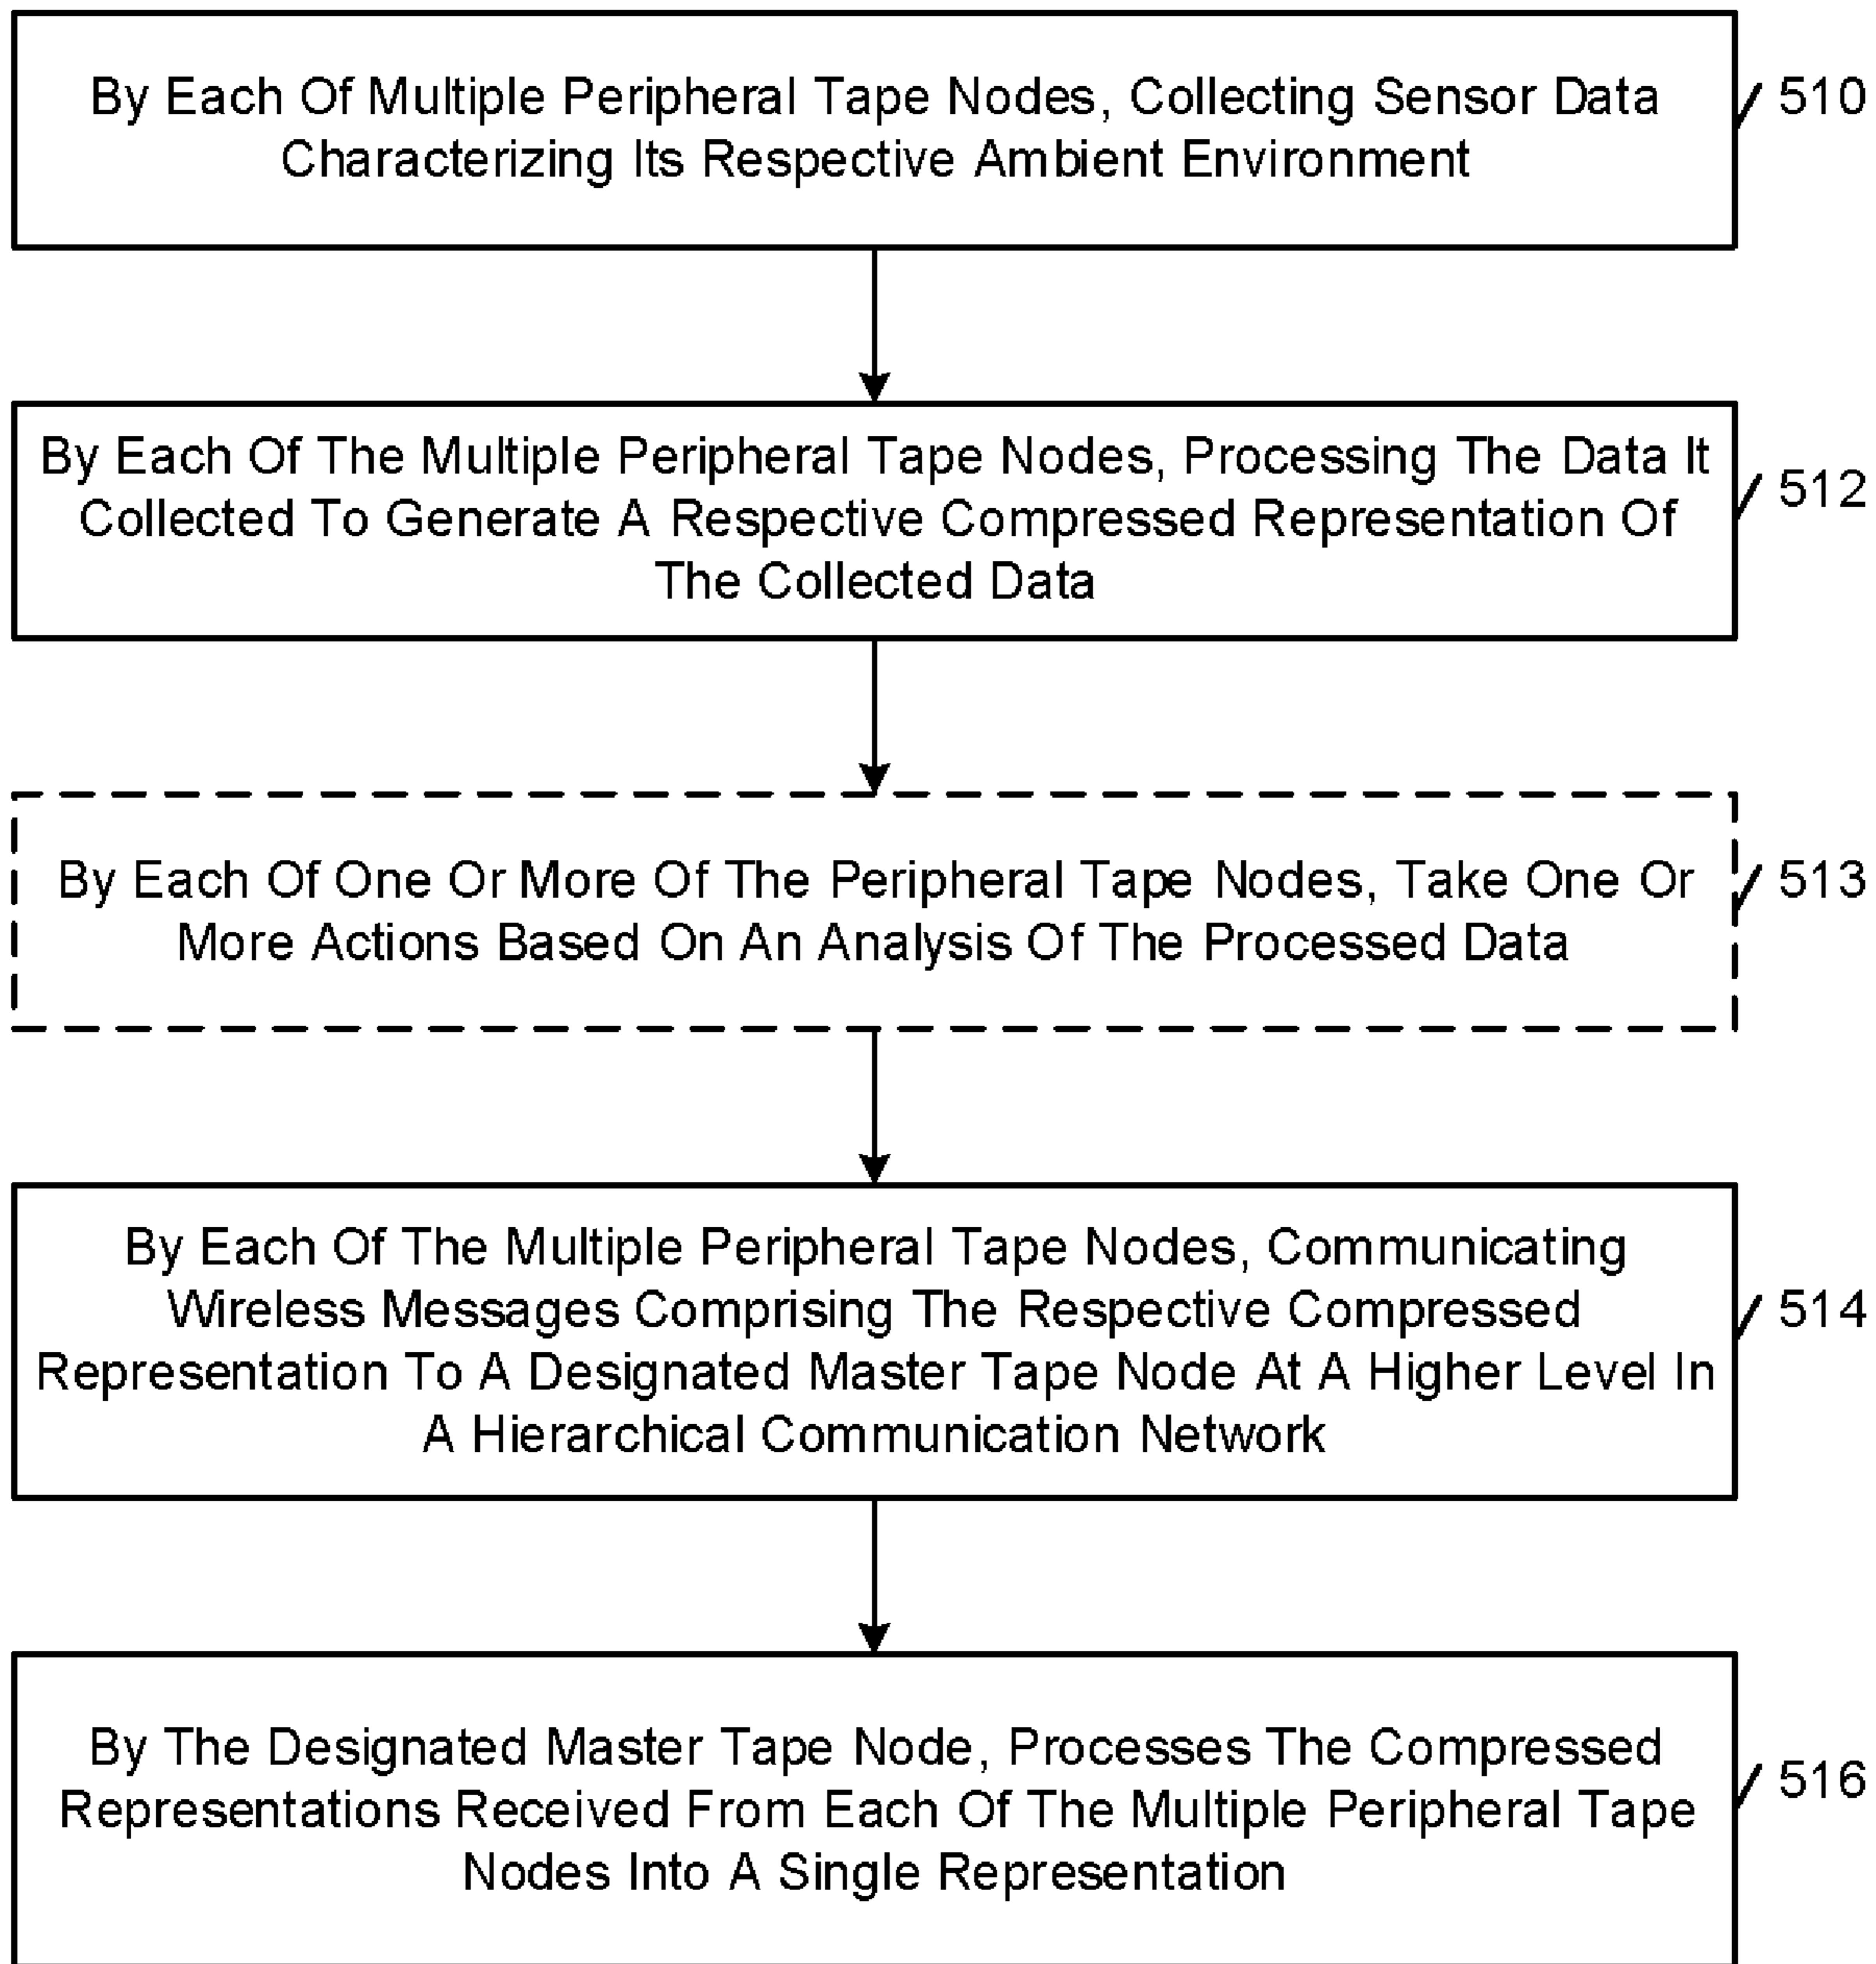 By Each Of Multiple Peripheral Tape Nodes, Collecting Sensor Data
Characterizing Its Respective Ambient Environment
510
By Each Of The Multiple Peripheral Tape Nodes, Processing The Data It
Collected To Generate A Respective Compressed Representation Of
The Collected Data
512
By Each Of One Or More Of The Peripheral Tape Nodes, Take One Or
More Actions Based On An Analysis Of The Processed Data
513
By Each Of The Multiple Peripheral Tape Nodes, Communicating
Wireless Messages Comprising The Respective Compressed
Representation To A Designated Master Tape Node At A Higher Level In
A Hierarchical Communication Network
514
By The Designated Master Tape Node, Processes The Compressed
Representations Received From Each Of The Multiple Peripheral Tape
Nodes Into A Single Representation
516